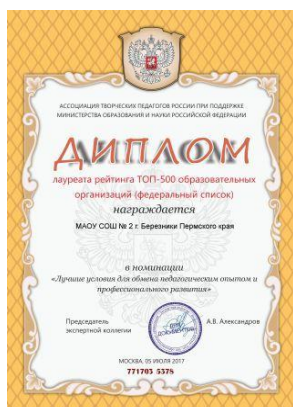 АССОЦИАЦИЯ ТВОРЧЕСКИХ ПЕДАГОГОВ РОССИИ ПРИ ПОДДЕРЖКЕ
МИНИСТЕРСТВА ОБРАЗОВАНИЯ И НАУКИ РОССИЙСКОЙ ФЕДЕРАЦИИ
ДИПЛОМ
лауреата рейтинга ТОП-500 образовательных
организаций (федеральный список)
награждается
МАОУ СОШ № 2 г. Березники Пермского края
в номинации
«Лучшие условия для обмена педагогическим опытом и
профессионального развития»
Председатель
экспертной коллегии
А.В. Александров
МОСКВА, 05 ИЮЛЯ 2017
771703 5378